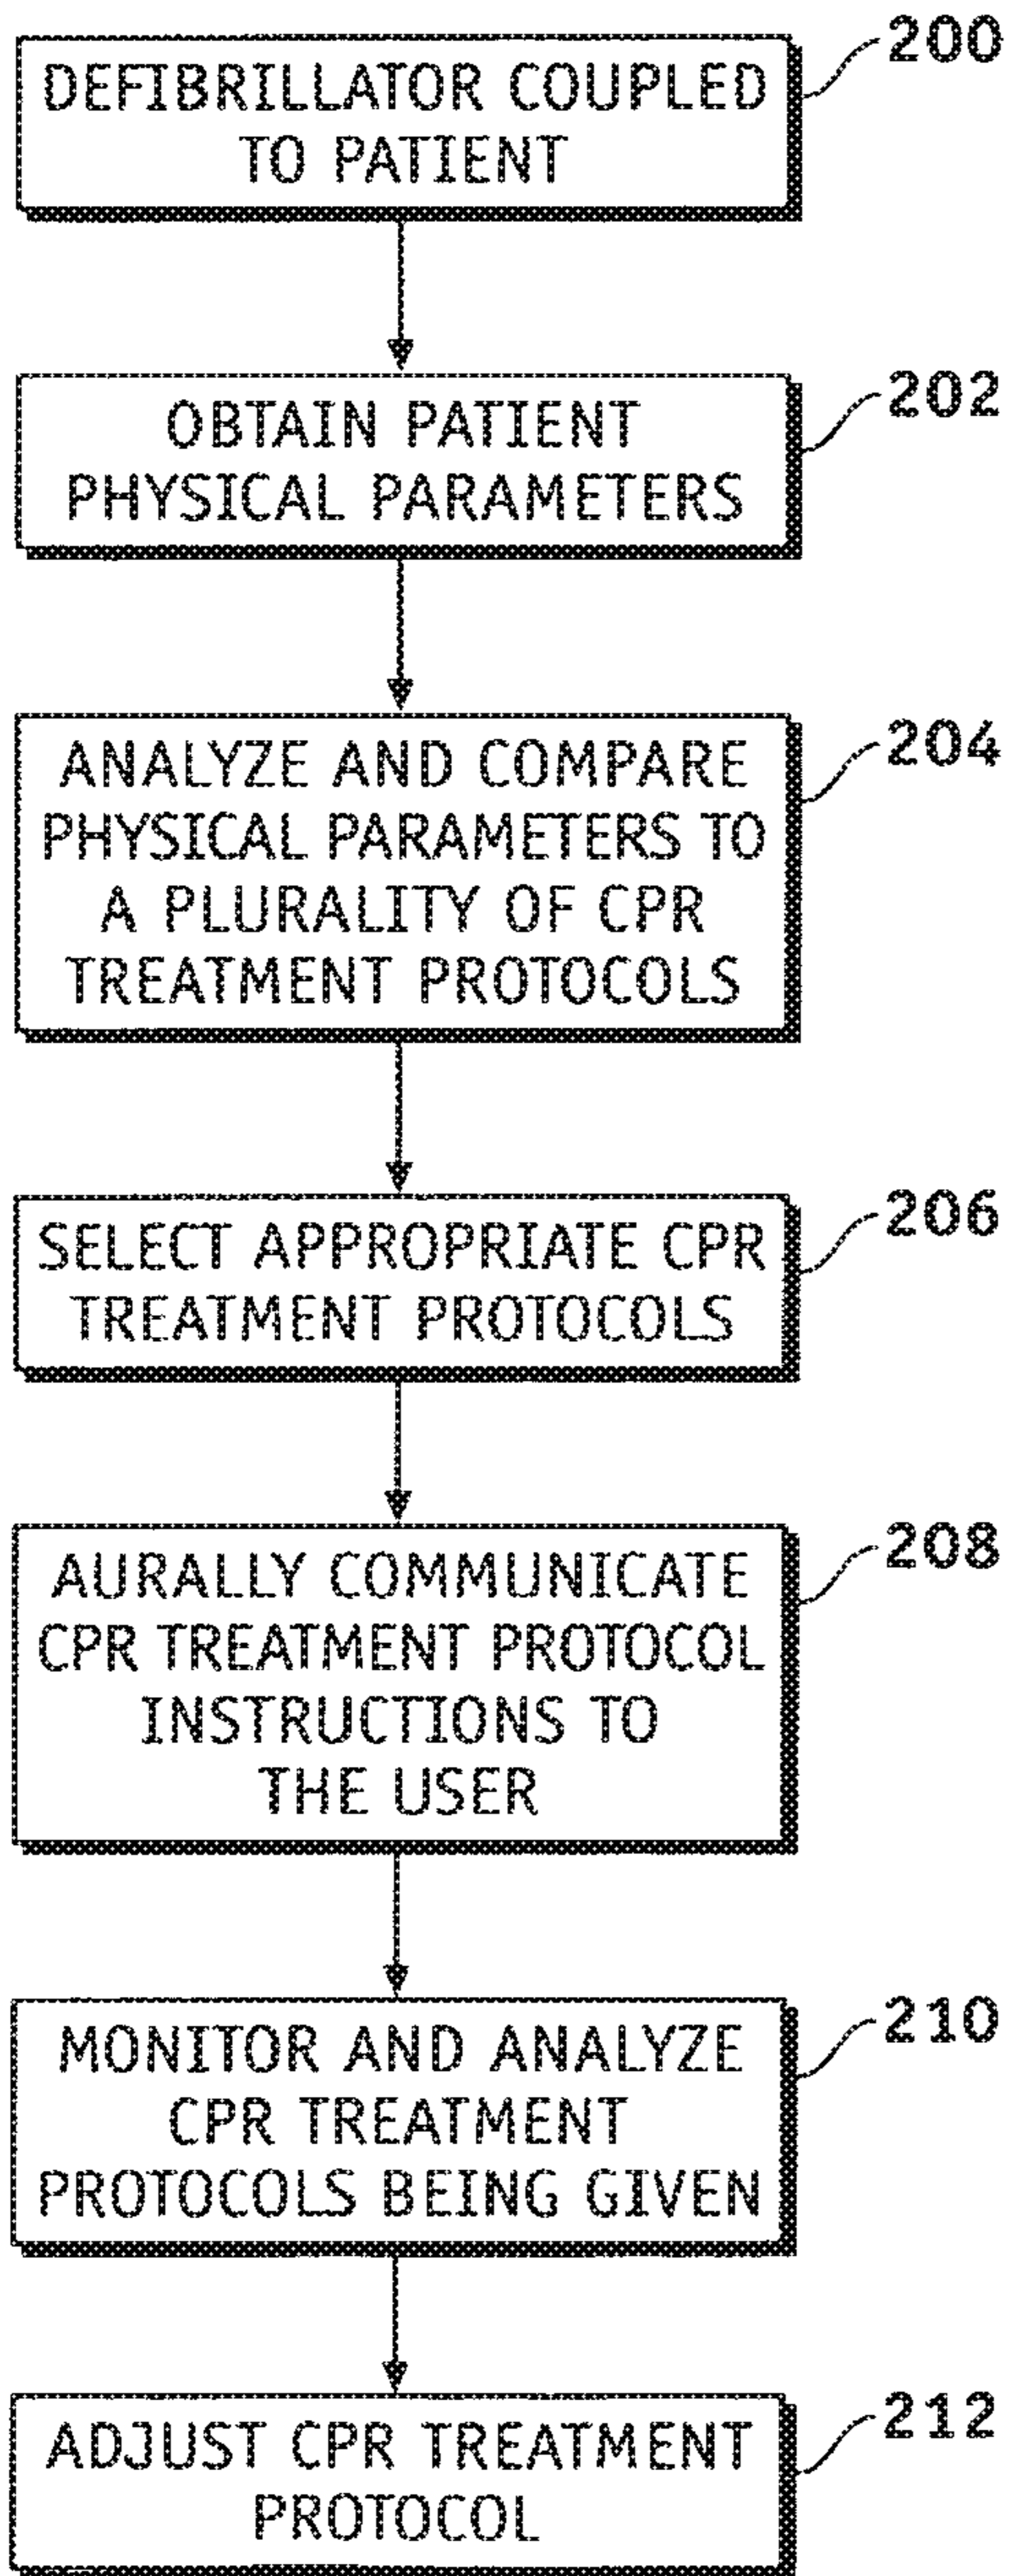 200
DEFIBRILLATOR COUPLED
TO PATIENT
202
OBTAIN PATIENT
PHYSICAL PARAMETERS
204
ANALYZE AND COMPARE
PHYSICAL PARAMETERS TO
A PLURALITY OF CPR
TREATMENT PROTOCOLS
206
SELECT APPROPRIATE CPR
TREATMENT PROTOCOLS
208
AURALLY COMMUNICATE
CPR TREATMENT PROTOCOL
INSTRUCTIONS TO
THE USER
210
MONITOR AND ANALYZE
CPR TREATMENT
PROTOCOLS BEING GIVEN
212
ADJUST CPR TREATMENT
PROTOCOL